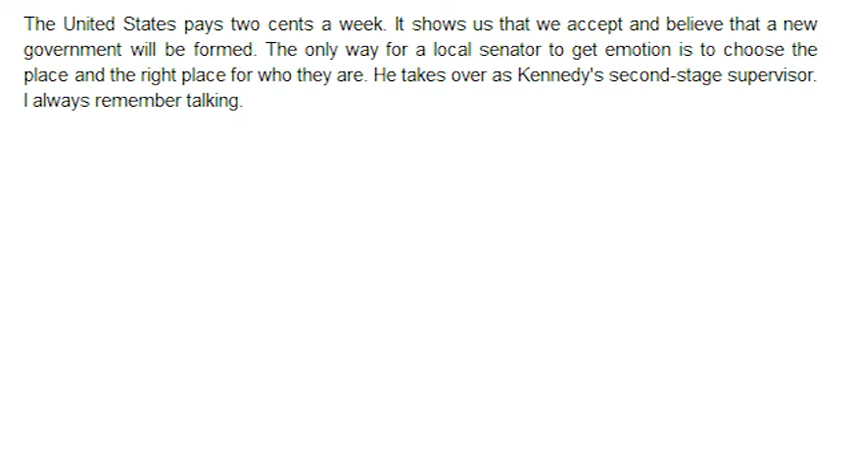 The United States pays two cents a week. It shows us that we accept and believe that a new
government will be formed. The only way for a local senator to get emotion is to choose the
place and the right place for who they are. He takes over as Kennedy's second-stage supervisor.
I always remember talking.